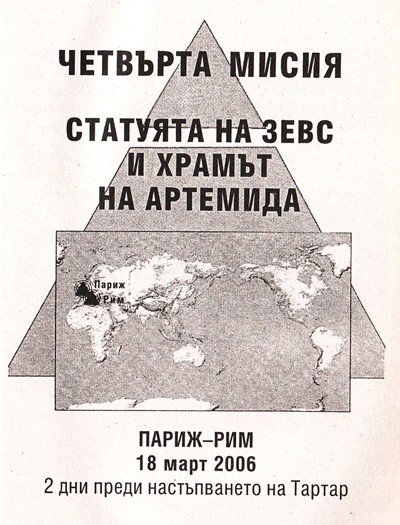 ЧЕТВЪРТА МИСИЯ
СТАТУЯТА НА ЗЕВС
И ХРАМЪТ
НА АРТЕМИДА
Париж
Рим
ПАРИЖ–РИМ
18 март 2006
2 дни преди настъпването на Тартар